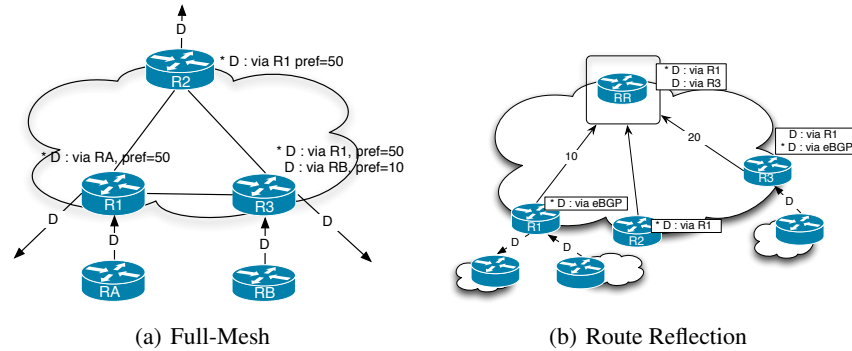 D
* D : via R1 pref=50
R2
* D : via RA, pref=50
* D : via R1, pref=50
D : via RB, pref=10
R1
R3
D
D
D
D
RA
RB
(a) Full-Mesh
* D : via R1
D : via R3
RR
10
20
D : via R1
* D : via eBGP
R3
* D : via eBGP
R1
* D : via R1
R2
D
D
D
(b) Route Reflection